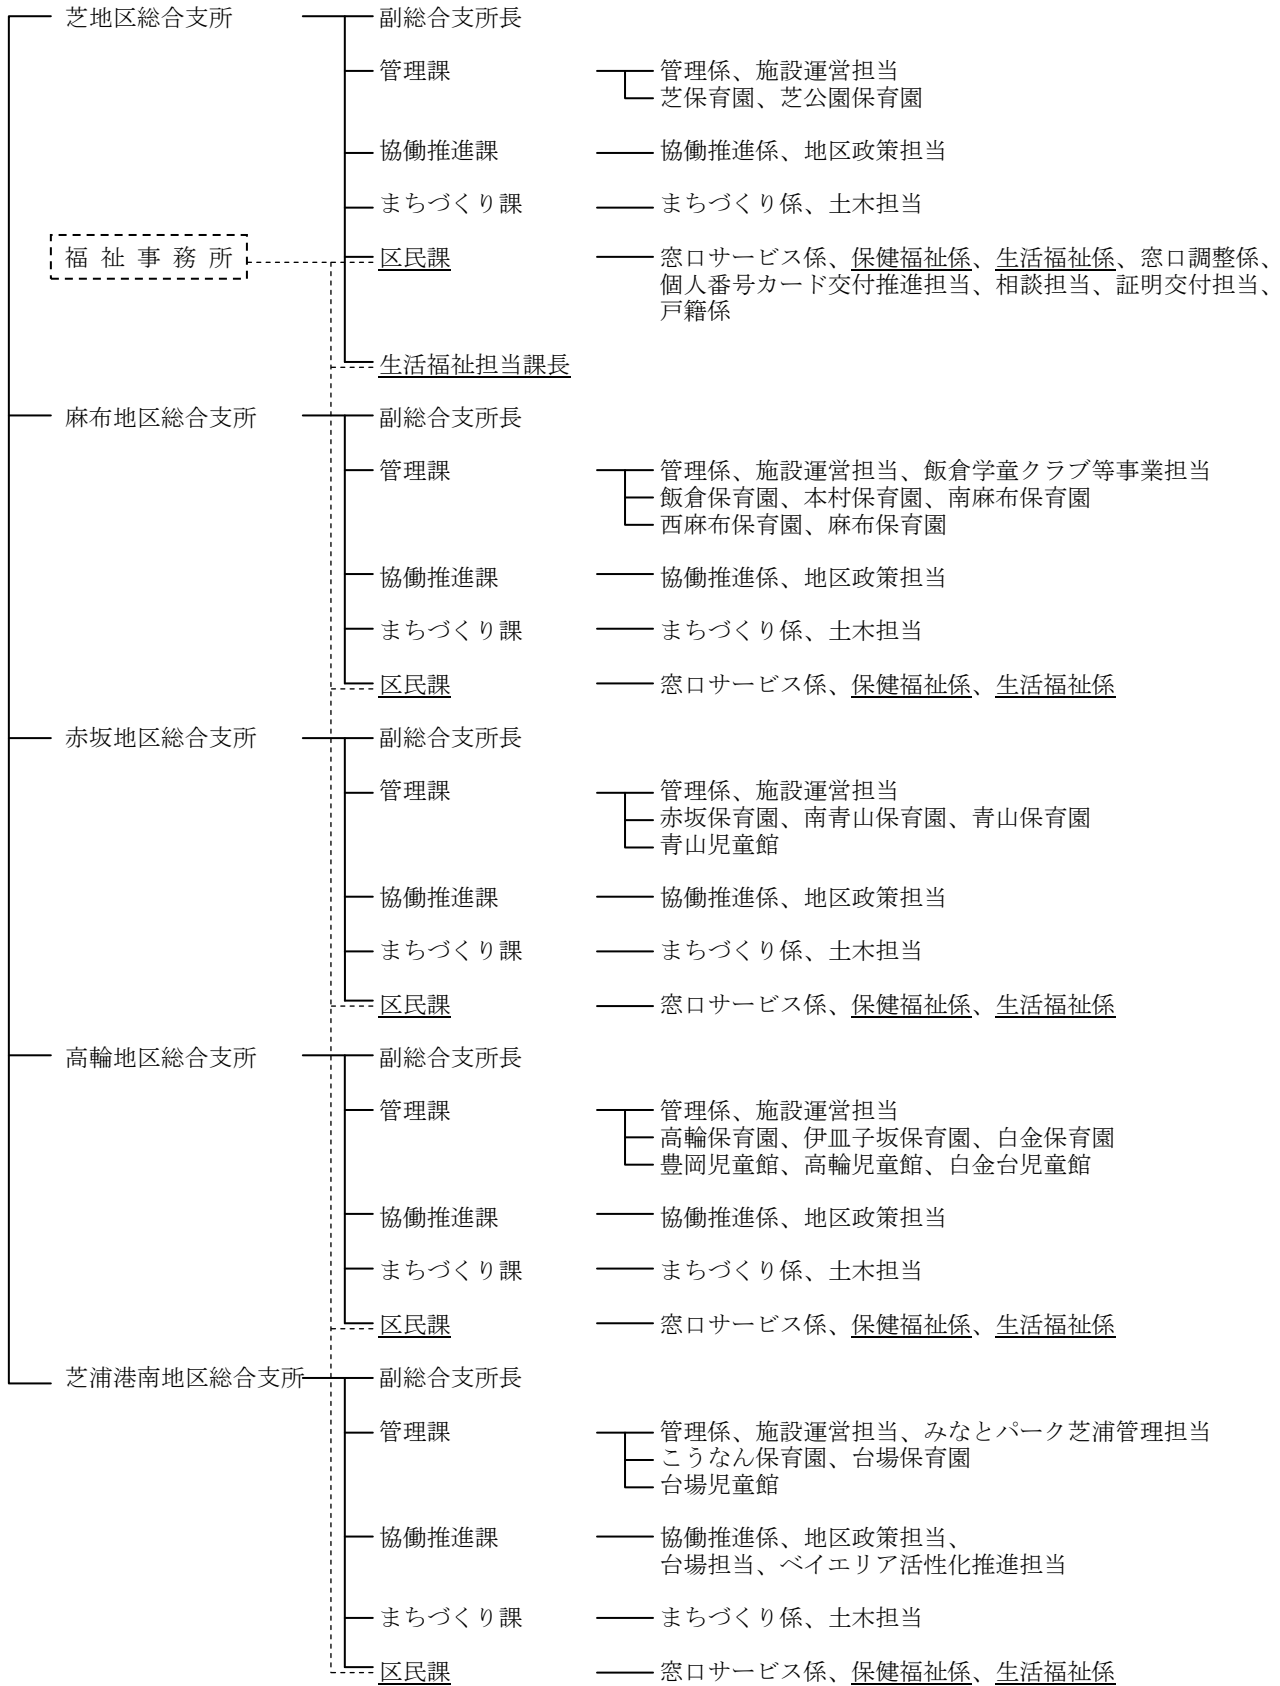 芝地区総合支所 副総合支所長
管理課 管理係、施設運営担当
芝保育園、芝公園保育園
協働推進課 協働推進係、地区政策担当
まちづくり課 まちづくり係、土木担当
福祉事務所 区民課 窓口サービス係、保健福祉係、生活福祉係、窓口調整係、
個人番号カード交付推進担当、相談担当、証明交付担当、
戸籍係
生活福祉担当課長
麻布地区総合支所 副総合支所長
管理課 管理係、施設運営担当、飯倉学童クラブ等事業担当
飯倉保育園、本村保育園、南麻布保育園
西麻布保育園、麻布保育園
協働推進課 協働推進係、地区政策担当
まちづくり課 まちづくり係、土木担当
区民課 窓口サービス係、保健福祉係、生活福祉係
赤坂地区総合支所 副総合支所長
管理課 管理係、施設運営担当
赤坂保育園、南青山保育園、青山保育園
青山児童館
協働推進課 協働推進係、地区政策担当
まちづくり課 まちづくり係、土木担当
区民課 窓口サービス係、保健福祉係、生活福祉係
高輪地区総合支所 副総合支所長
管理課 管理係、施設運営担当
高輪保育園、伊皿子坂保育園、白金保育園
豊岡児童館、高輪児童館、白金台児童館
協働推進課 協働推進係、地区政策担当
まちづくり課 まちづくり係、土木担当
区民課 窓口サービス係、保健福祉係、生活福祉係
芝浦港南地区総合支所 副総合支所長
管理課 管理係、施設運営担当、みなとパーク芝浦管理担当
こうなん保育園、台場保育園
台場児童館
協働推進課 協働推進係、地区政策担当、
台場担当、ベイエリア活性化推進担当
まちづくり課 まちづくり係、土木担当
区民課 窓口サービス係、保健福祉係、生活福祉係